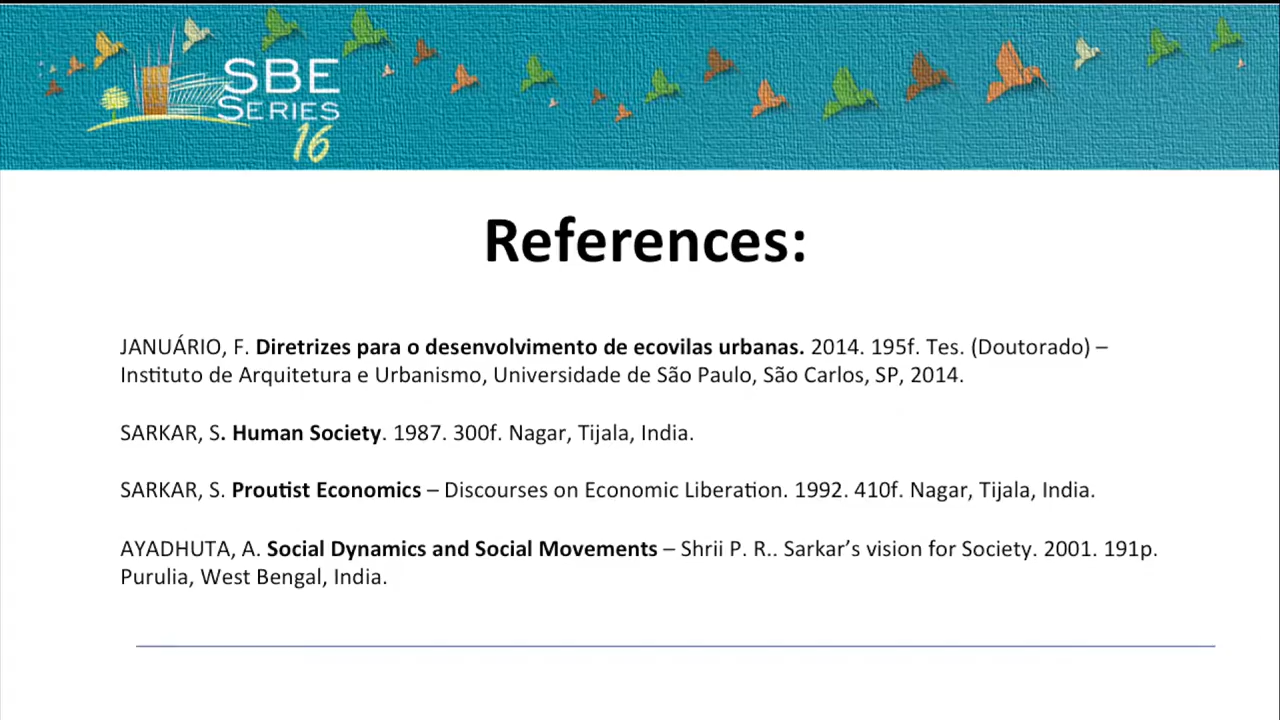 SBE
SERIES
16
References:
JANUÁRIO, F. Diretrizes para o desenvolvimento de ecovilas urbanas. 2014. 195f. Tes. (Doutorado) –
Instituto de Arquitetura e Urbanismo, Universidade de São Paulo, São Carlos, SP, 2014.
SARKAR, S. Human Society. 1987. 300f. Nagar, Tijala, India.
SARKAR, S. Proutist Economics – Discourses on Economic Liberation. 1992. 410f. Nagar, Tijala, India.
AYADHUTA, A. Social Dynamics and Social Movements – Shrii P. R.. Sarkar’s vision for Society. 2001. 191p.
Purulia, West Bengal, India.